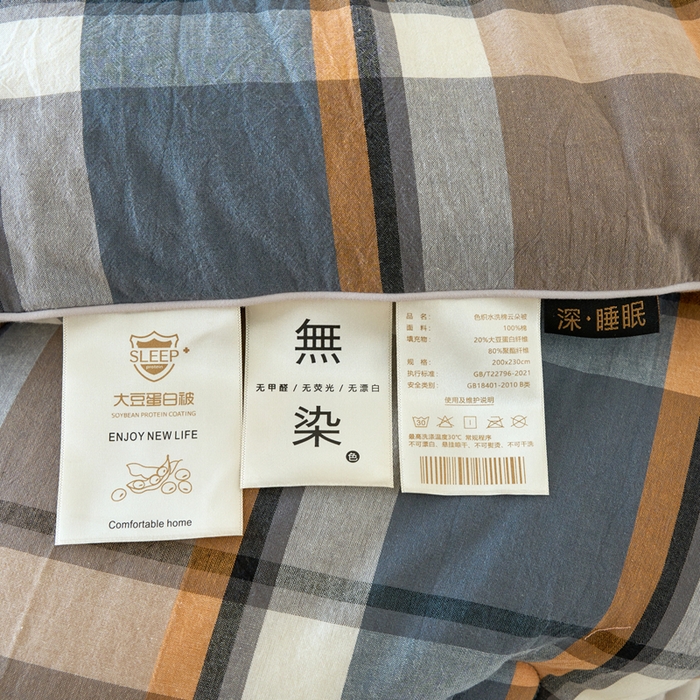 SLEEP+
protein
大豆蛋白被
SOYBEAN PROTEIN COATING
ENJOY NEW LIFE
Comfortable home
無
无甲醛/无荧光/无漂白
染
色
品 名： 色织水洗棉云朵被
面 料： 100%棉
填充物： 20%大豆蛋白纤维
80%聚酯纤维
规 格： 200x230cm
执行标准： GB/T22796-2021
安全类别： GB18401-2010 B类
使用及维护说明
30
最高洗涤温度30℃ 常规程序
不可漂白，悬挂晾干，不可熨烫，不可干洗
深·睡眠